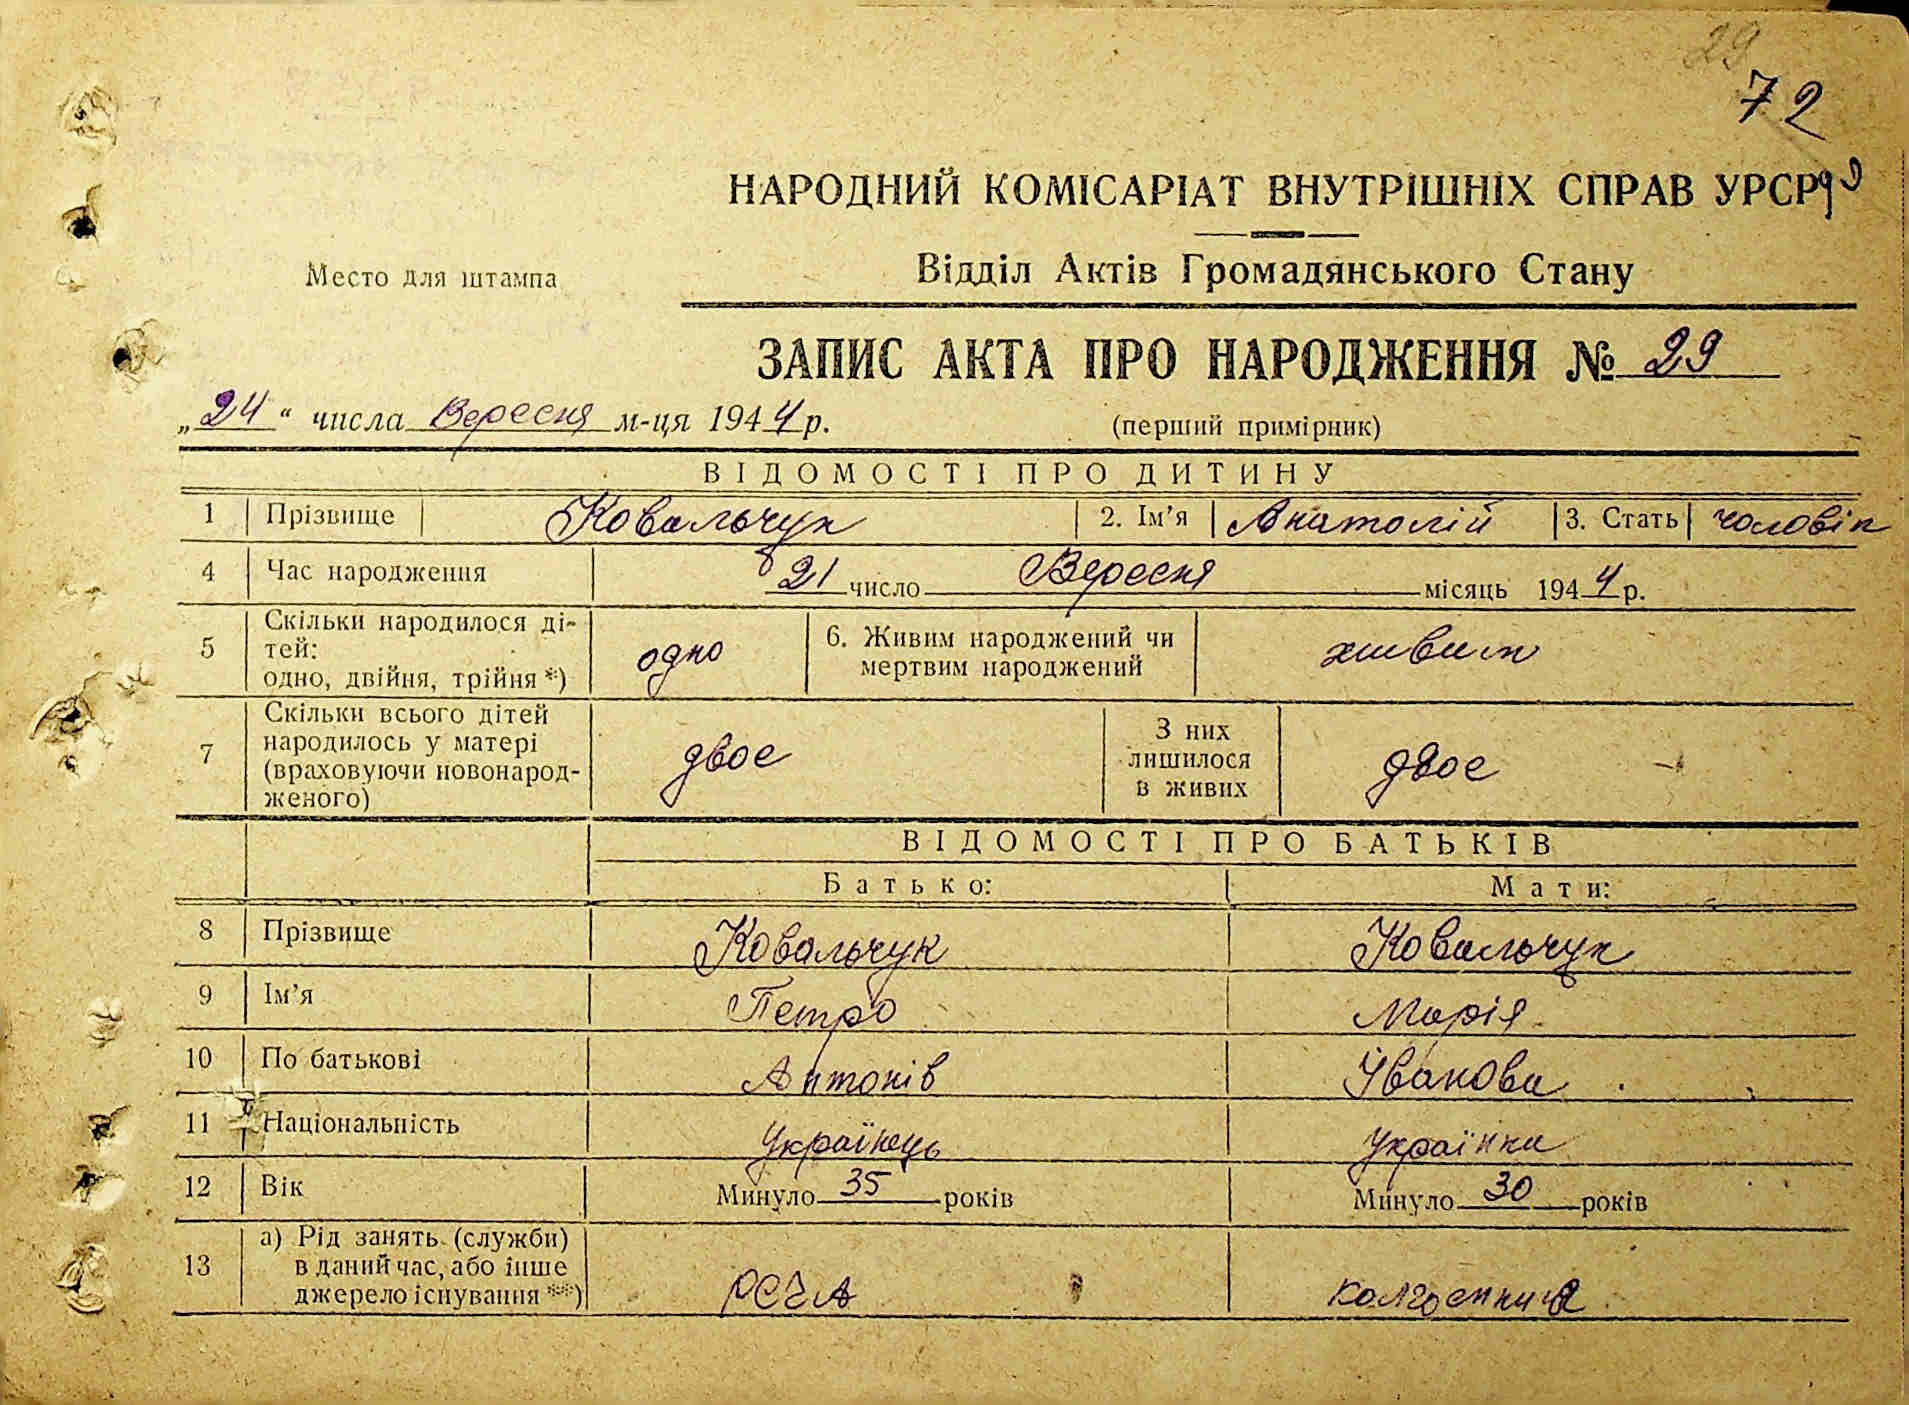 29
72
НАРОДНИЙ КОМІСАРІАТ ВНУТРІШНІХ СПРАВ УРСР
Место для штампа
Відділ Актів Громадянського Стану
ЗАПИС АКТА ПРО НАРОДЖЕННЯ № 29
„24“ числа Вересня м-ця 1944 р. (перший примірник)
ВІДОМОСТІ ПРО ДИТИНУ
1 Прізвище Ковальчук 2. Ім’я Анатолій 3. Стать чоловік
4 Час народження 21 число Вересня місяць 1944 р.
5 Скільки народилося ді-
тей:
одно, двійня, трійня *) одно 6. Живим народжений чи
мертвим народжений живим
7 Скільки всього дітей
народилось у матері
(враховуючи новонарод-
женого) двоє З них
лишилося
в живих двоє
ВІДОМОСТІ ПРО БАТЬКІВ
Батько: Мати:
8 Прізвище Ковальчук Ковальчук
9 Ім’я Петро Марія
10 По батькові Антонів Іванова
11 Національність Українець Українка
12 Вік Минуло 35 років Минуло 30 років
13 а) Рід занять (служби)
в даний час, або інше
джерело існування **) РСЧА колгоспниця